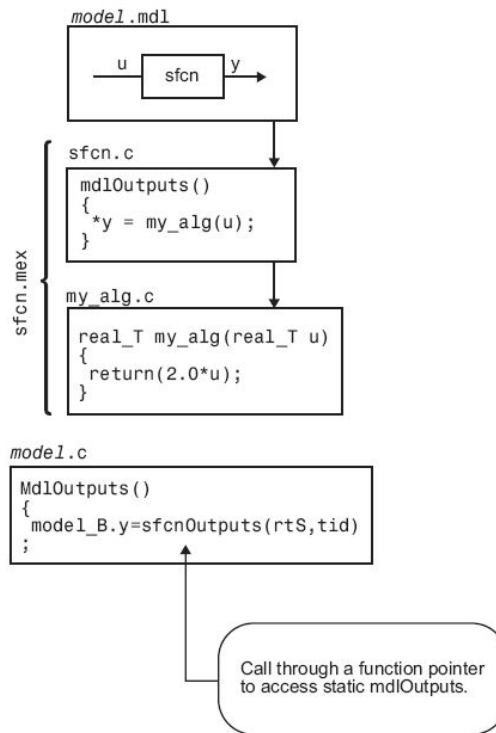 model.mdl
u
sfcn
y
sfcn.mex
sfcn.c
mdlOutputs()
{
*y = my_alg(u);
}
my_alg.c
real_T my_alg(real_T u)
{
return(2.0*u);
}
model.c
MdlOutputs()
{
model_B.y=sfcnOutputs(rtS,tid)
;
Call through a function pointer
to access static mdlOutputs.